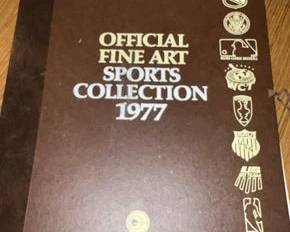 OFFICIAL
FINE ART
SPORTS
COLLECTION
1977
WCT